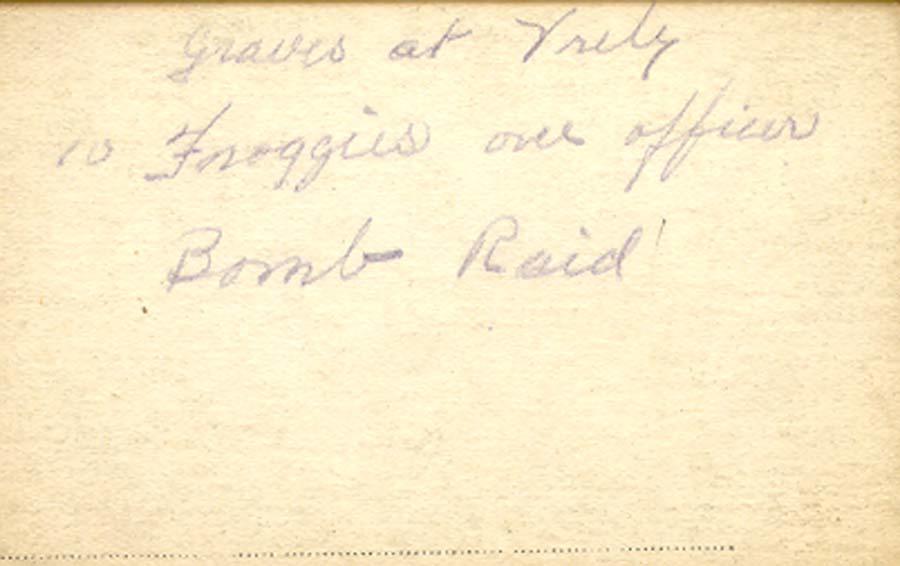 Graves at Vrely
10 Froggies one officer
Bomb Raid